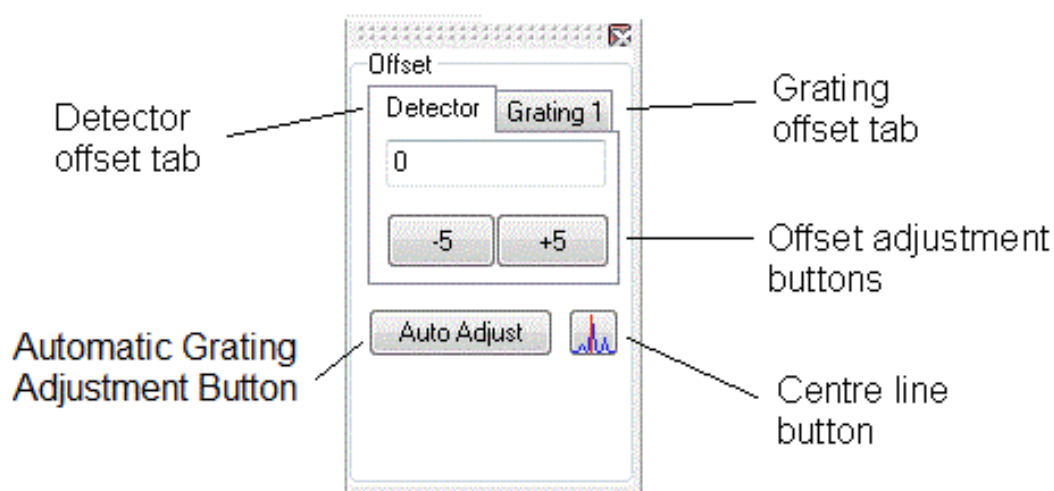 Offset
Detector
Grating 1
0
-5
+5
Auto Adjust
Detector
offset tab
Grating
offset tab
Offset adjustment
buttons
Automatic Grating
Adjustment Button
Centre line
button